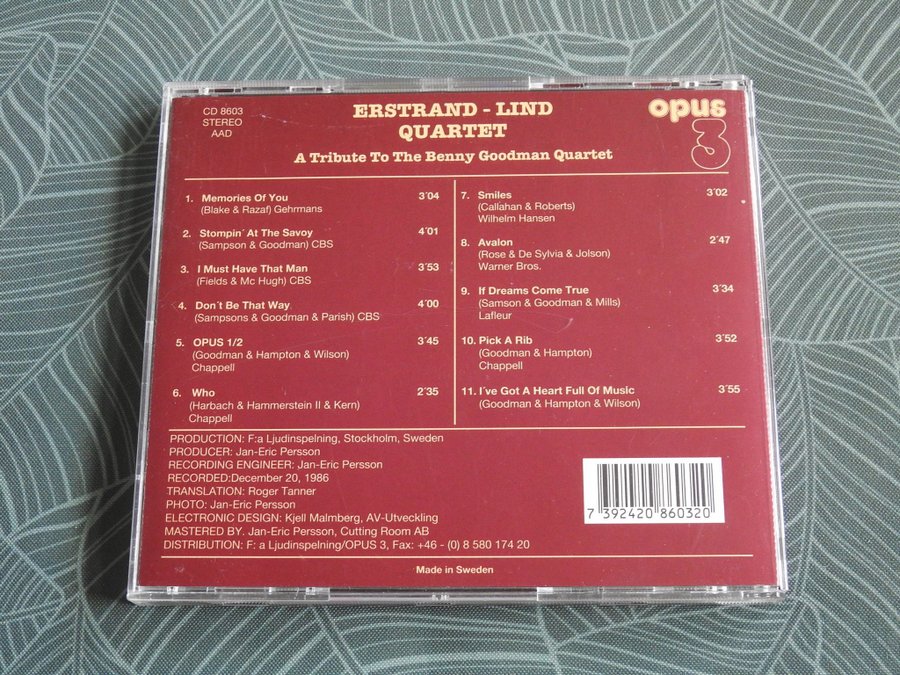 CD 8603
STEREO
AAD
ERSTRAND - LIND
QUARTET
A Tribute To The Benny Goodman Quartet
opus
3
1. Memories Of You 3´04
(Blake & Razaf) Gehrmans
2. Stompin´ At The Savoy 4´01
(Sampson & Goodman) CBS
3. I Must Have That Man 3´53
(Fields & Mc Hugh) CBS
4. Don´t Be That Way 4´00
(Sampsons & Goodman & Parish) CBS
5. OPUS 1/2 3´45
(Goodman & Hampton & Wilson)
Chappell
6. Who 2´35
(Harbach & Hammerstein II & Kern)
Chappell
7. Smiles 3´02
(Callahan & Roberts)
Wilhelm Hansen
8. Avalon 2´47
(Rose & De Sylvia & Jolson)
Warner Bros.
9. If Dreams Come True 3´34
(Samson & Goodman & Mills)
Lafleur
10. Pick A Rib 3´52
(Goodman & Hampton)
Chappell
11. I´ve Got A Heart Full Of Music 3´55
(Goodman & Hampton & Wilson)
PRODUCTION: F:a Ljudinspelning, Stockholm, Sweden
PRODUCER: Jan-Eric Persson
RECORDING ENGINEER: Jan-Eric Persson
RECORDED:December 20, 1986
TRANSLATION: Roger Tanner
PHOTO: Jan-Eric Persson
ELECTRONIC DESIGN: Kjell Malmberg, AV-Utveckling
MASTERED BY. Jan-Eric Persson, Cutting Room AB
DISTRIBUTION: F: a Ljudinspelning/OPUS 3, Fax: +46 - (0) 8 580 174 20
7 392420 860320
Made in Sweden